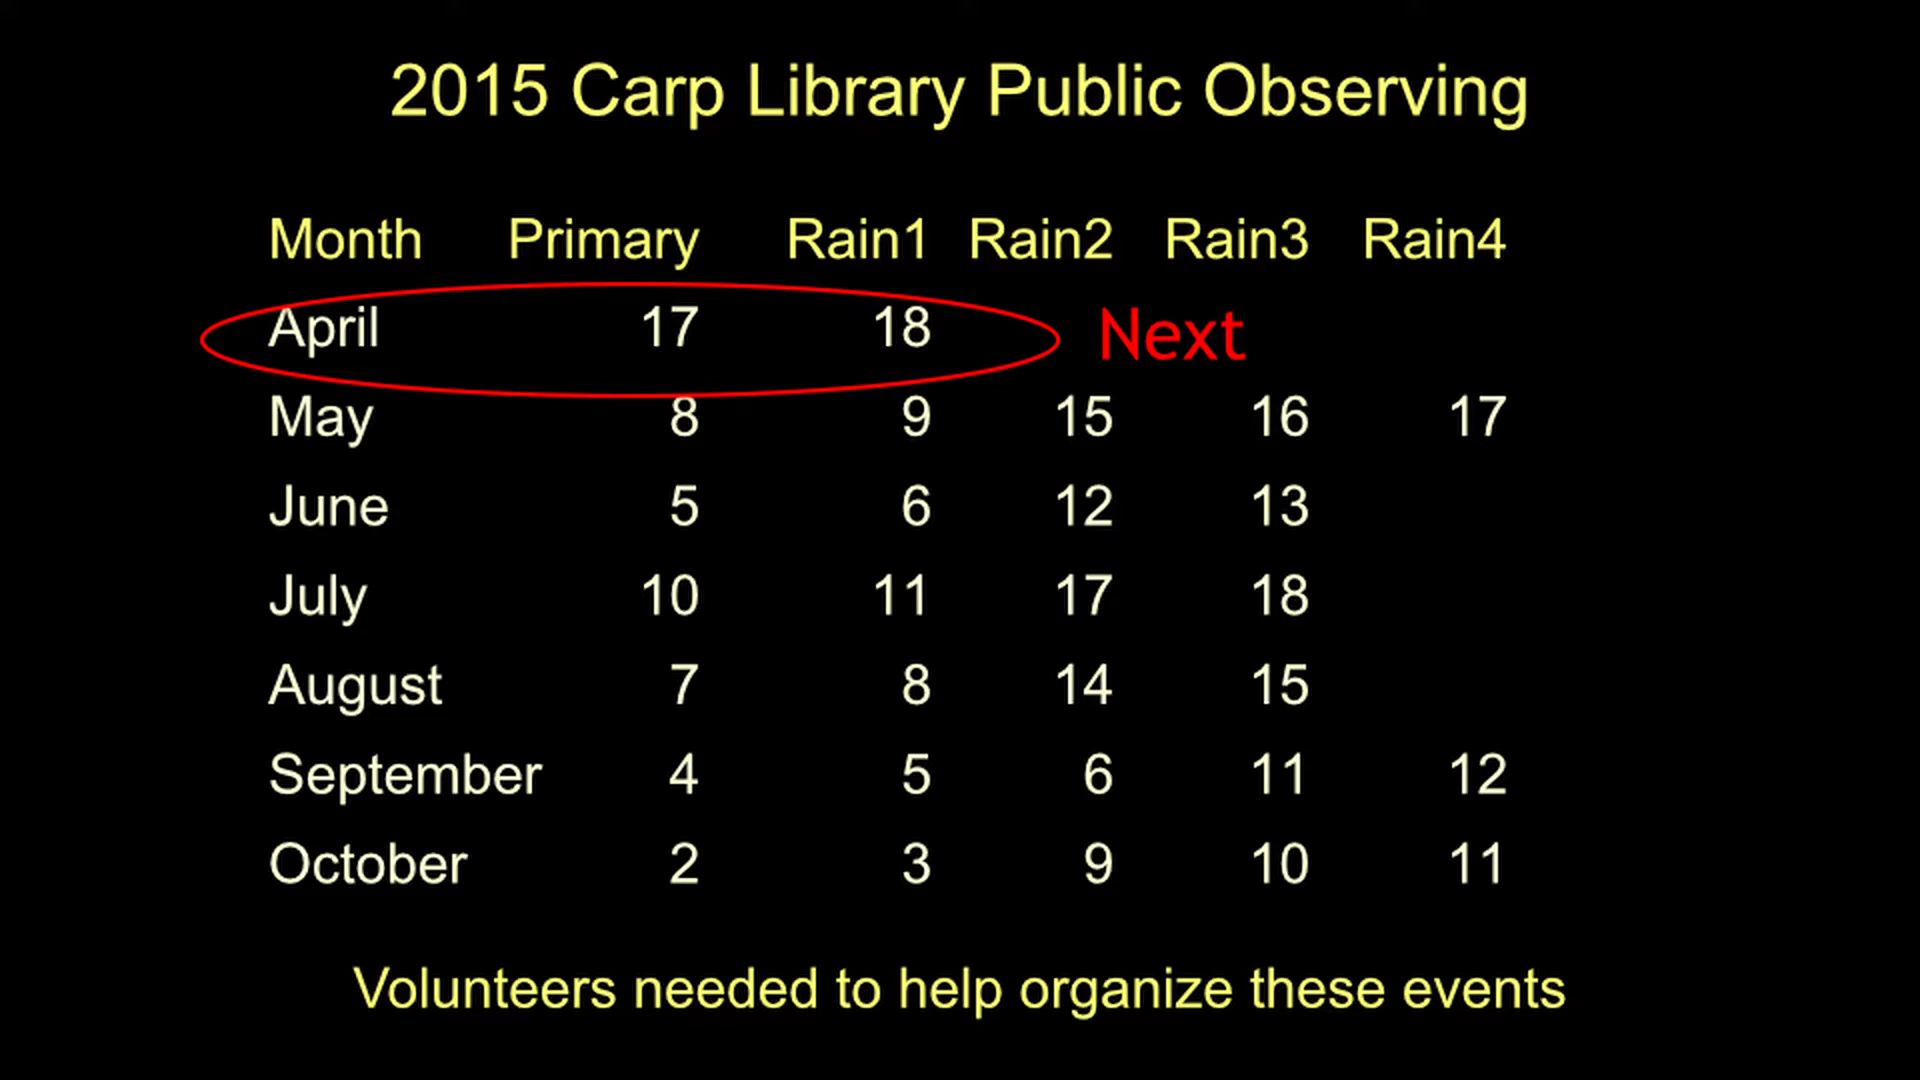 2015 Carp Library Public Observing
Month Primary Rain1 Rain2 Rain3 Rain4
April 17 18 Next
May 8 9 15 16 17
June 5 6 12 13
July 10 11 17 18
August 7 8 14 15
September 4 5 6 11 12
October 2 3 9 10 11
Volunteers needed to help organize these events